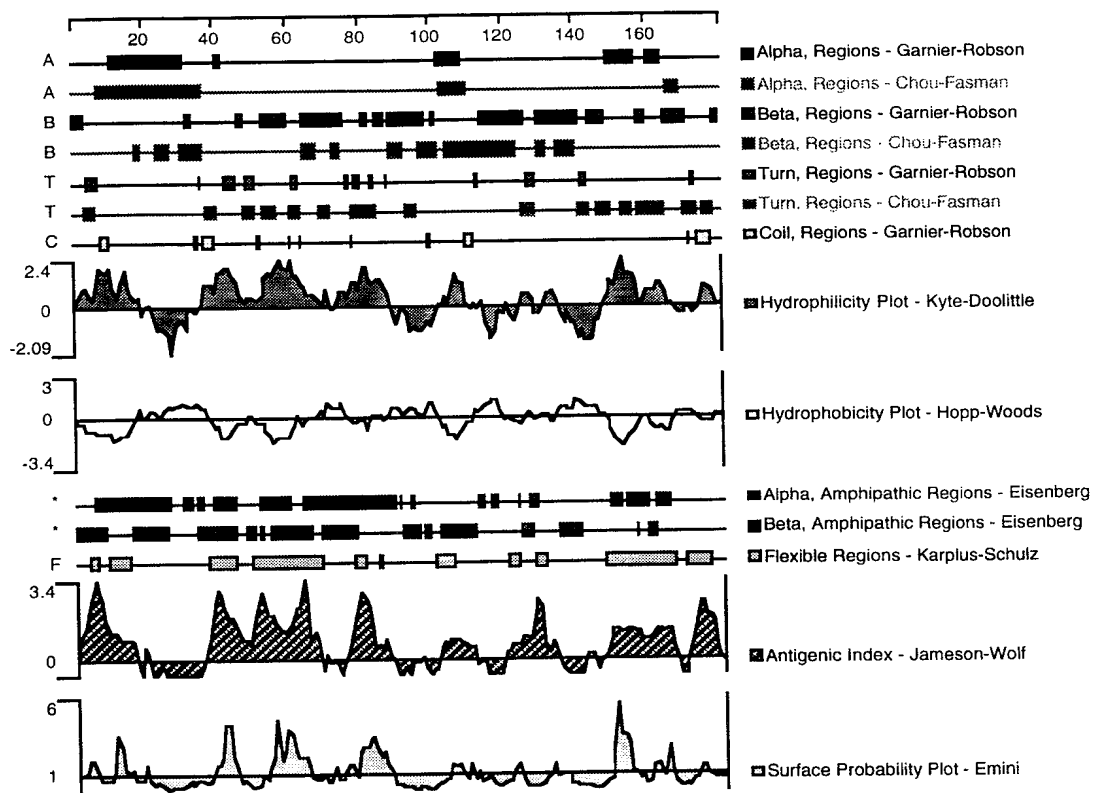 20 40 60 80 100 120 140 160
A Alpha, Regions - Garnier-Robson
A Alpha, Regions - Chou-Fasman
B Beta, Regions - Garnier-Robson
B Beta, Regions - Chou-Fasman
T Turn, Regions - Garnier-Robson
T Turn, Regions - Chou-Fasman
C Coil, Regions - Garnier-Robson
2.4
0 Hydrophilicity Plot - Kyte-Doolittle
-2.09
3
0 Hydrophobicity Plot - Hopp-Woods
-3.4
* Alpha, Amphipathic Regions - Eisenberg
* Beta, Amphipathic Regions - Eisenberg
F Flexible Regions - Karplus-Schulz
3.4
0 Antigenic Index - Jameson-Wolf
6
1 Surface Probability Plot - Emini